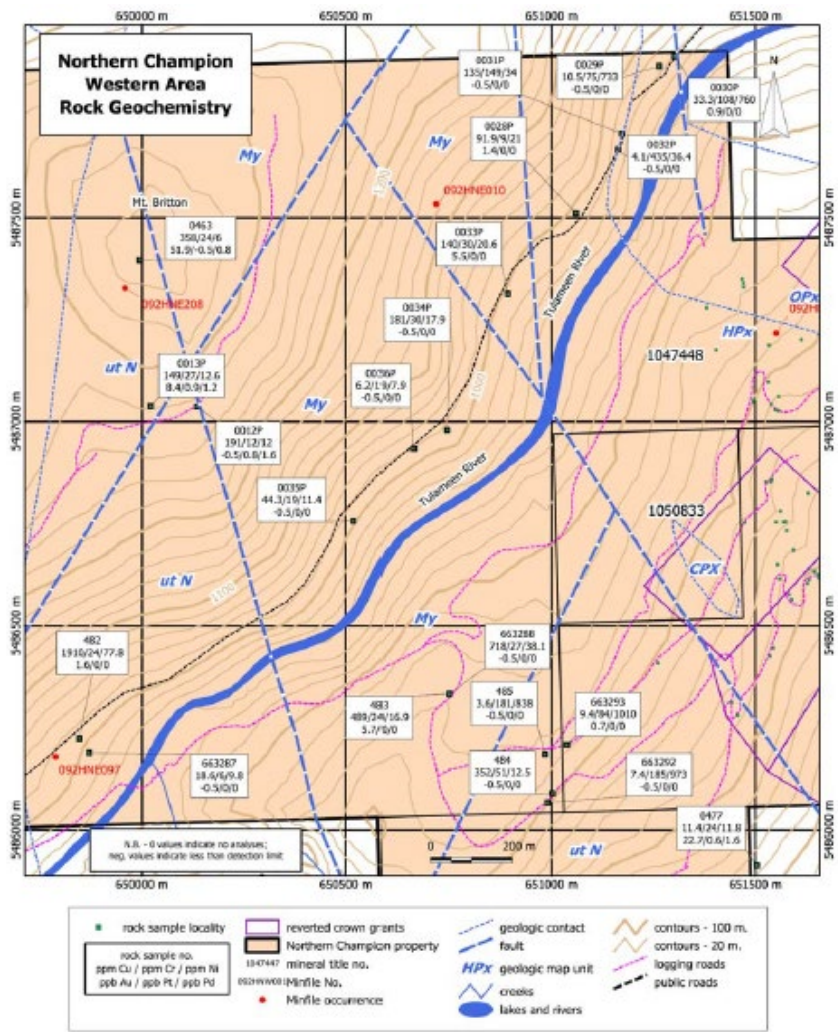 650000 m
650500 m
651000 m
651500 m
Northern Champion
Western Area
Rock Geochemistry
0031P
135/149/34
-0.5/0/0
0029P
10.5/75/733
-0.5/0/0
N
0030P
33.3/108/760
0.9/0/0
0028P
91.9/9/21
1.4/0/0
0032P
4.1/435/36.4
-0.5/0/0
My
My
1200
092HNE010
Mt. Britton
5487500 m
5487500 m
0463
358/24/6
51.9/-0.5/0.8
0033P
140/30/20.6
5.5/0/0
Tulameen River
092HNE208
0034P
181/30/17.9
-0.5/0/0
OPx
HPx
1047448
ut N
0013P
149/27/12.6
8.4/0.9/1.2
0036P
6.2/19/7.9
-0.5/0/0
1000
My
5487000 m
5487000 m
0012P
191/12/12
-0.5/0.8/1.6
Tulameen River
0035P
44.3/19/11.4
-0.5/0/0
1050833
CPX
ut N
1100
My
5486500 m
5486500 m
482
1910/24/77.8
1.6/0/0
663288
718/27/38.1
-0.5/0/0
483
489/24/16.9
5.7/0/0
485
3.6/181/838
-0.5/0/0
663293
9.4/84/1010
0.7/0/0
092HNE097
663287
18.6/6/9.8
-0.5/0/0
484
352/51/12.5
-0.5/0/0
663292
7.4/185/973
-0.5/0/0
5486000 m
5486000 m
0477
11.4/24/11.8
22.7/0.6/1.6
N.B. - 0 values indicate no analyses;
neg. values indicate less than detection limit
0 200 m
ut N
650000 m
650500 m
651000 m
651500 m
rock sample locality
rock sample no.
ppm Cu / ppm Cr / ppm Ni
ppb Au / ppb Pt / ppb Pd
reverted crown grants
Northern Champion property
1047447 mineral title no.
Minfile No.
Minfile occurrence
geologic contact
fault
HPx geologic map unit
creeks
lakes and rivers
contours - 100 m.
contours - 20 m.
logging roads
public roads